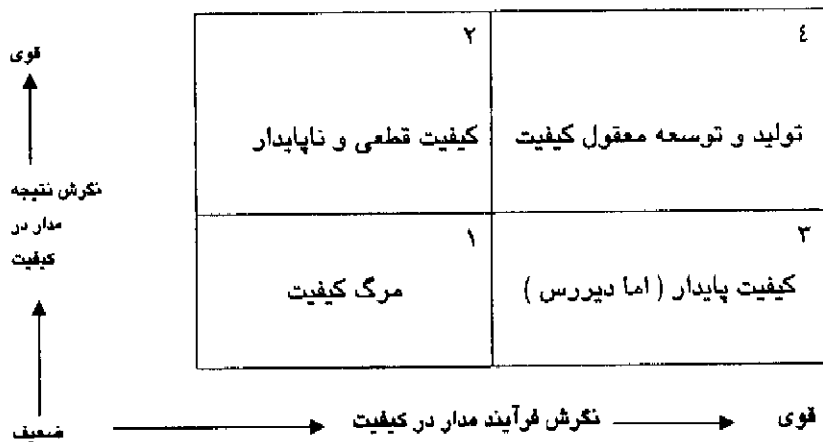 قوی
نگرش نتیجه
مدار در
کیفیت
ضعیف
٤
تولید و توسعه معقول کیفیت
۲
کیفیت قطعی و ناپایدار
۳
کیفیت پایدار ( اما دیررس )
۱
مرگ کیفیت
قوی
نگرش فرآیند مدار در کیفیت